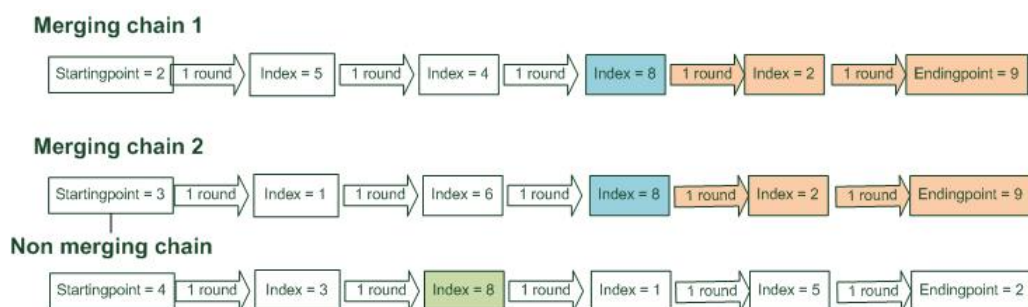 Merging chain 1
Startingpoint = 2 1 round Index = 5 1 round Index = 4 1 round Index = 8 1 round Index = 2 1 round Endingpoint = 9
Merging chain 2
Startingpoint = 3 1 round Index = 1 1 round Index = 6 1 round Index = 8 1 round Index = 2 1 round Endingpoint = 9
Non merging chain
Startingpoint = 4 1 round Index = 3 1 round Index = 8 1 round Index = 1 1 round Index = 5 1 round Endingpoint = 2